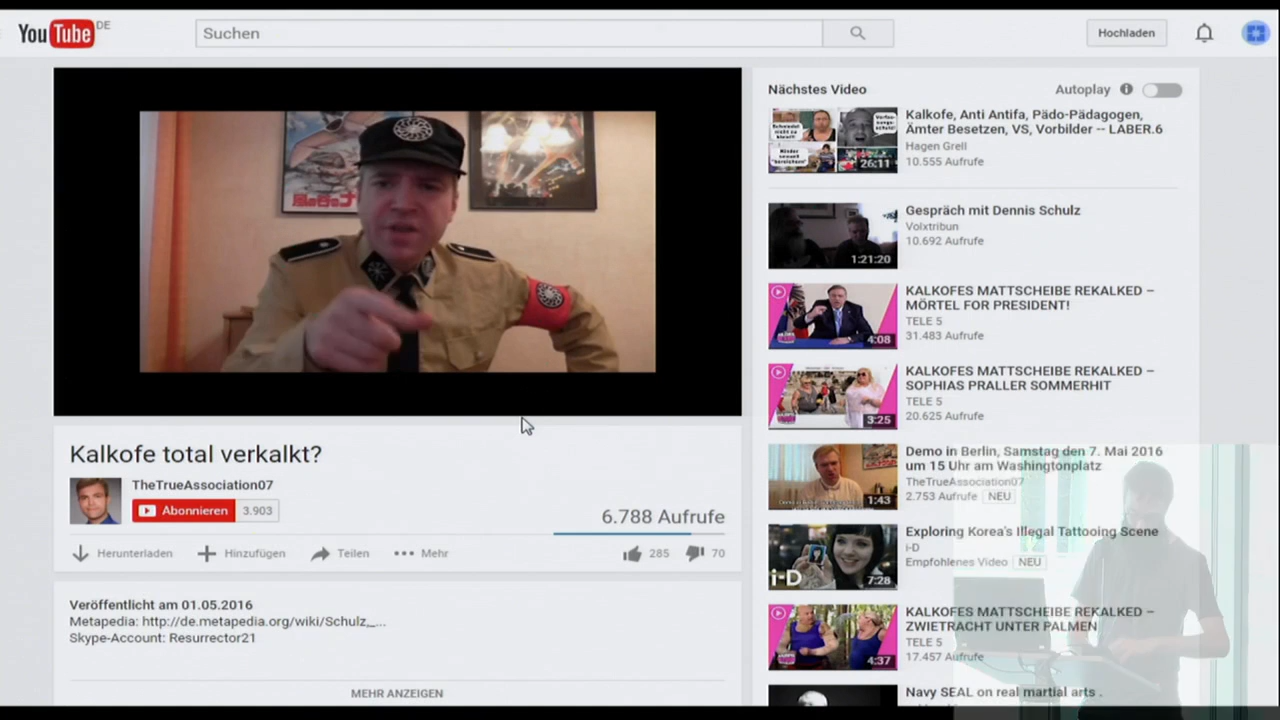 YouTube DE
Suchen
Hochladen
Kalkofe total verkalkt?
TheTrueAssociation07
Abonnieren 3.903
6.788 Aufrufe
Herunterladen Hinzufügen Teilen Mehr
285 70
Veröffentlicht am 01.05.2016
Metapedia: http://de.metapedia.org/wiki/Schulz,_...
Skype-Account: Resurrector21
MEHR ANZEIGEN
Nächstes Video
Autoplay
26:11
Kalkofe, Anti Antifa, Pädo-Pädagogen,
Ämter Besetzen, VS, Vorbilder -- LABER.6
Hagen Grell
10.555 Aufrufe
1:21:20
Gespräch mit Dennis Schulz
Volxtribun
10.692 Aufrufe
4:08
KALKOFES MATTSCHEIBE REKALKED –
MÖRTEL FOR PRESIDENT!
TELE 5
31.483 Aufrufe
3:25
KALKOFES MATTSCHEIBE REKALKED –
SOPHIAS PRALLER SOMMERHIT
TELE 5
20.625 Aufrufe
1:43
Demo in Berlin, Samstag den 7. Mai 2016
um 15 Uhr am Washingtonplatz
TheTrueAssociation07
2.753 Aufrufe NEU
i-D
7:28
Exploring Korea's Illegal Tattooing Scene
i-D
Empfohlenes Video NEU
4:37
KALKOFES MATTSCHEIBE REKALKED –
ZWIETRACHT UNTER PALMEN
TELE 5
17.457 Aufrufe
Navy SEAL on real martial arts .